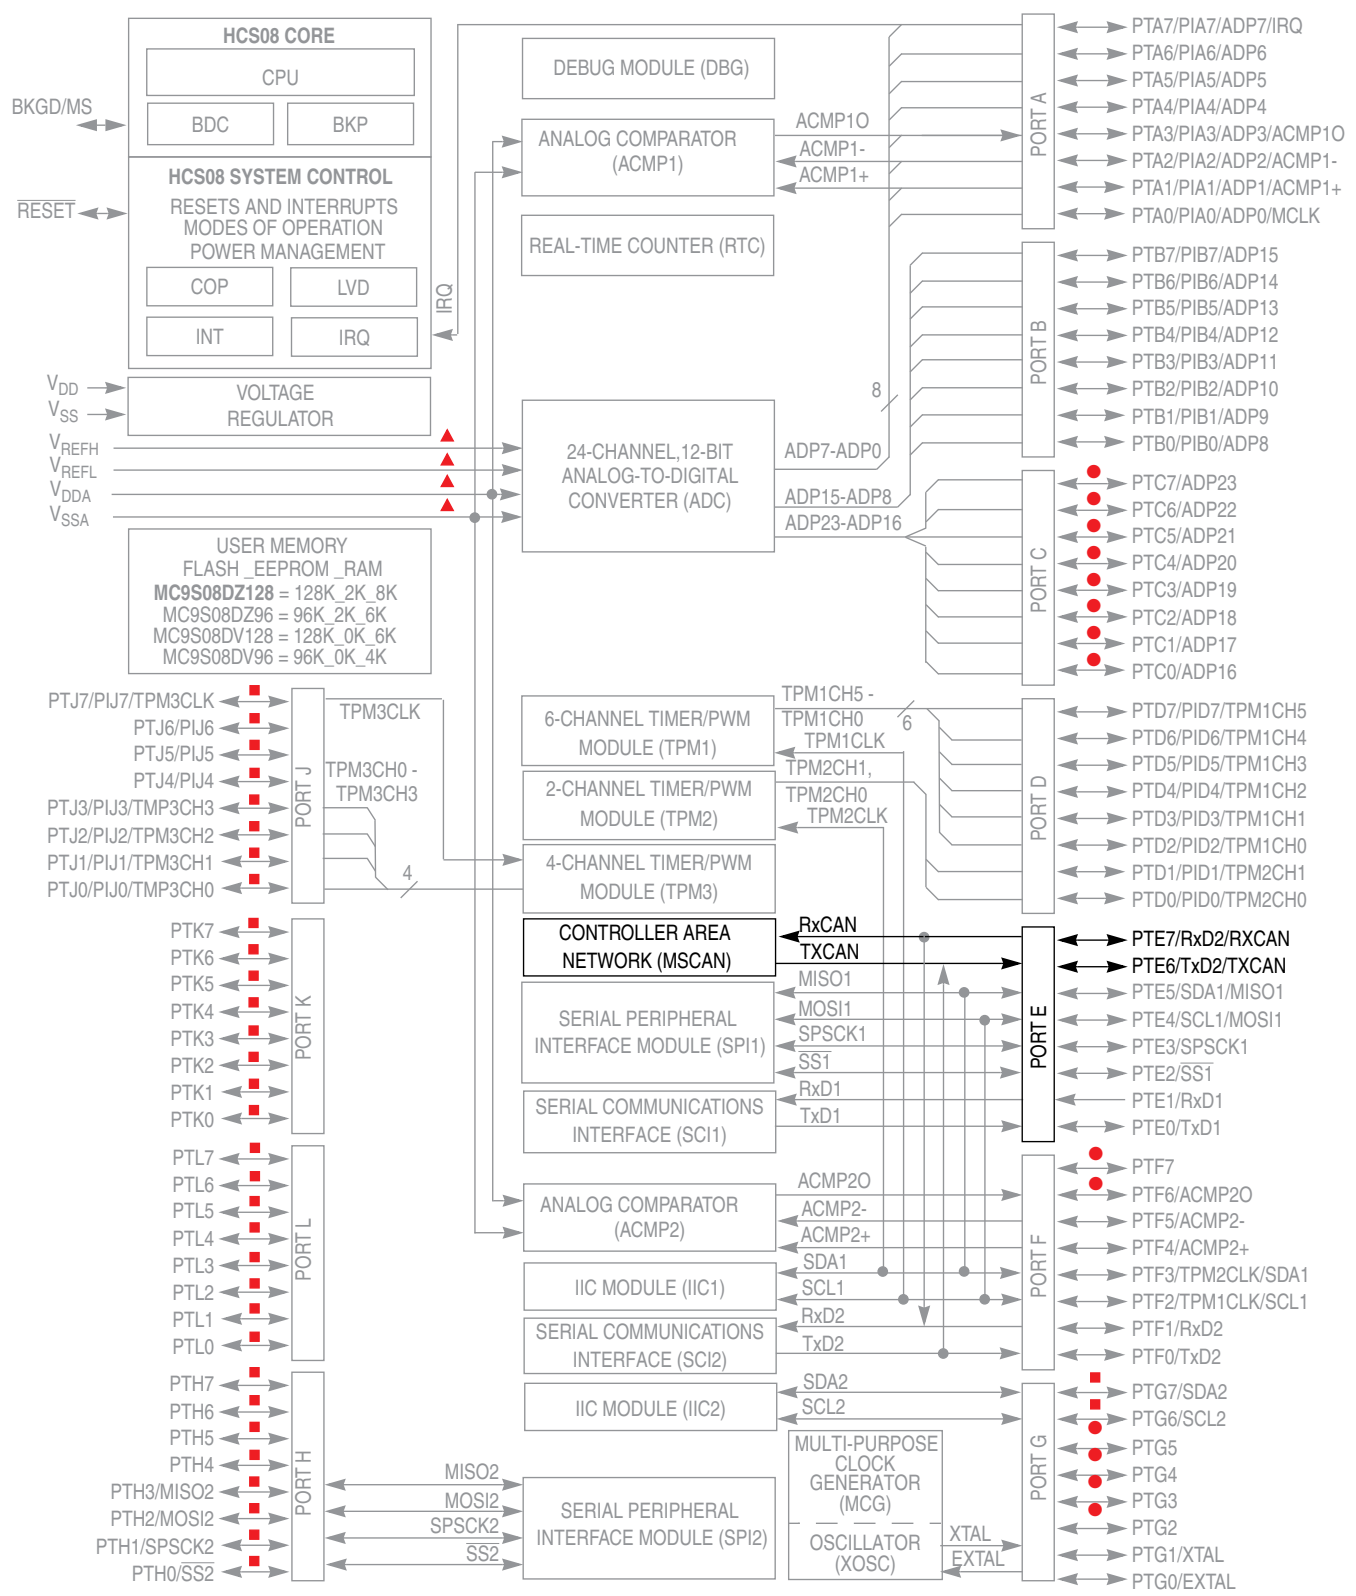 HCS08 CORE
CPU
BDC
BKP
BKGD/MS
HCS08 SYSTEM CONTROL
RESETS AND INTERRUPTS
MODES OF OPERATION
POWER MANAGEMENT
COP
LVD
INT
IRQ
RESET
IRQ
VOLTAGE
REGULATOR
VDD
VSS
VREFH
VREFL
VDDA
VSSA
USER MEMORY
FLASH _EEPROM _RAM
MC9S08DZ128 = 128K_2K_8K
MC9S08DZ96 = 96K_2K_6K
MC9S08DV128 = 128K_0K_6K
MC9S08DV96 = 96K_0K_4K
DEBUG MODULE (DBG)
ANALOG COMPARATOR
(ACMP1)
ACMP1O
ACMP1-
ACMP1+
REAL-TIME COUNTER (RTC)
24-CHANNEL,12-BIT
ANALOG-TO-DIGITAL
CONVERTER (ADC)
8
ADP7-ADP0
ADP15-ADP8
ADP23-ADP16
PORT A
PTA7/PIA7/ADP7/IRQ
PTA6/PIA6/ADP6
PTA5/PIA5/ADP5
PTA4/PIA4/ADP4
PTA3/PIA3/ADP3/ACMP1O
PTA2/PIA2/ADP2/ACMP1-
PTA1/PIA1/ADP1/ACMP1+
PTA0/PIA0/ADP0/MCLK
PORT B
PTB7/PIB7/ADP15
PTB6/PIB6/ADP14
PTB5/PIB5/ADP13
PTB4/PIB4/ADP12
PTB3/PIB3/ADP11
PTB2/PIB2/ADP10
PTB1/PIB1/ADP9
PTB0/PIB0/ADP8
PORT C
PTC7/ADP23
PTC6/ADP22
PTC5/ADP21
PTC4/ADP20
PTC3/ADP19
PTC2/ADP18
PTC1/ADP17
PTC0/ADP16
PTJ7/PIJ7/TPM3CLK
PTJ6/PIJ6
PTJ5/PIJ5
PTJ4/PIJ4
PTJ3/PIJ3/TMP3CH3
PTJ2/PIJ2/TPM3CH2
PTJ1/PIJ1/TPM3CH1
PTJ0/PIJ0/TMP3CH0
PORT J
TPM3CLK
TPM3CH0 -
TPM3CH3
4
6-CHANNEL TIMER/PWM
MODULE (TPM1)
TPM1CH5 -
TPM1CH0
6
TPM1CLK
2-CHANNEL TIMER/PWM
MODULE (TPM2)
TPM2CH1,
TPM2CH0
TPM2CLK
4-CHANNEL TIMER/PWM
MODULE (TPM3)
PORT D
PTD7/PID7/TPM1CH5
PTD6/PID6/TPM1CH4
PTD5/PID5/TPM1CH3
PTD4/PID4/TPM1CH2
PTD3/PID3/TPM1CH1
PTD2/PID2/TPM1CH0
PTD1/PID1/TPM2CH1
PTD0/PID0/TPM2CH0
PTK7
PTK6
PTK5
PTK4
PTK3
PTK2
PTK1
PTK0
PORT K
CONTROLLER AREA
NETWORK (MSCAN)
RxCAN
TXCAN
SERIAL PERIPHERAL
INTERFACE MODULE (SPI1)
MISO1
MOSI1
SPSCK1
SS1
SERIAL COMMUNICATIONS
INTERFACE (SCI1)
RxD1
TxD1
PORT E
PTE7/RxD2/RXCAN
PTE6/TxD2/TXCAN
PTE5/SDA1/MISO1
PTE4/SCL1/MOSI1
PTE3/SPSCK1
PTE2/SS1
PTE1/RxD1
PTE0/TxD1
PTL7
PTL6
PTL5
PTL4
PTL3
PTL2
PTL1
PTL0
PORT L
ANALOG COMPARATOR
(ACMP2)
ACMP2O
ACMP2-
ACMP2+
IIC MODULE (IIC1)
SDA1
SCL1
SERIAL COMMUNICATIONS
INTERFACE (SCI2)
RxD2
TxD2
PORT F
PTF7
PTF6/ACMP2O
PTF5/ACMP2-
PTF4/ACMP2+
PTF3/TPM2CLK/SDA1
PTF2/TPM1CLK/SCL1
PTF1/RxD2
PTF0/TxD2
PTH7
PTH6
PTH5
PTH4
PTH3/MISO2
PTH2/MOSI2
PTH1/SPSCK2
PTH0/SS2
PORT H
MISO2
MOSI2
SPSCK2
SS2
IIC MODULE (IIC2)
SDA2
SCL2
SERIAL PERIPHERAL
INTERFACE MODULE (SPI2)
MULTI-PURPOSE
CLOCK
GENERATOR
(MCG)
OSCILLATOR
(XOSC)
XTAL
EXTAL
PORT G
PTG7/SDA2
PTG6/SCL2
PTG5
PTG4
PTG3
PTG2
PTG1/XTAL
PTG0/EXTAL